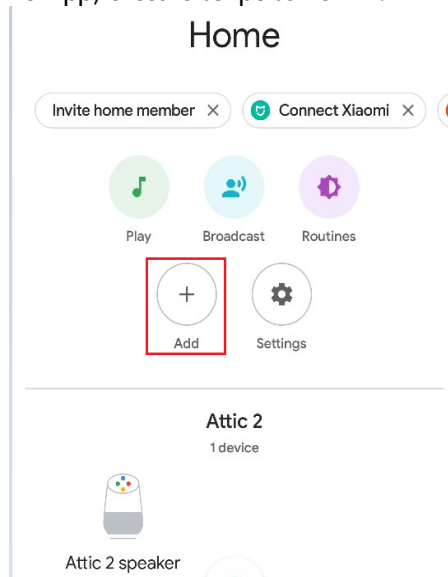 Home
Invite home member
Connect Xiaomi
Play Broadcast Routines
Add Settings
Attic 2
1 device
Attic 2 speaker